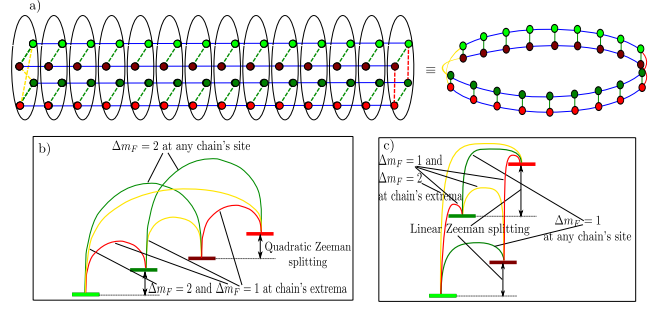 a)
≡
b)
Δm_F = 2 at any chain's site
Quadratic Zeeman
splitting
Δm_F = 2 and Δm_F = 1 at chain's extrema
c)
Δm_F = 1 and
Δm_F = 2
at chain's extrema
Linear Zeeman splitting
Δm_F = 1
at any chain's site